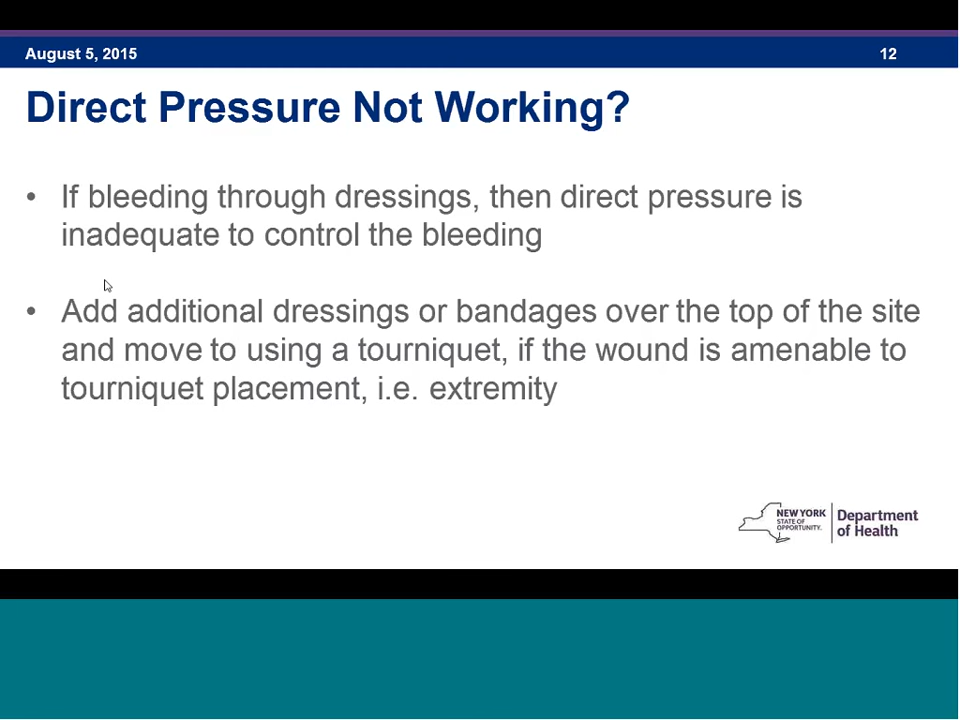 August 5, 2015
12
Direct Pressure Not Working?
• If bleeding through dressings, then direct pressure is
inadequate to control the bleeding
• Add additional dressings or bandages over the top of the site
and move to using a tourniquet, if the wound is amenable to
tourniquet placement, i.e. extremity
NEW YORK
STATE OF
OPPORTUNITY.
Department
of Health